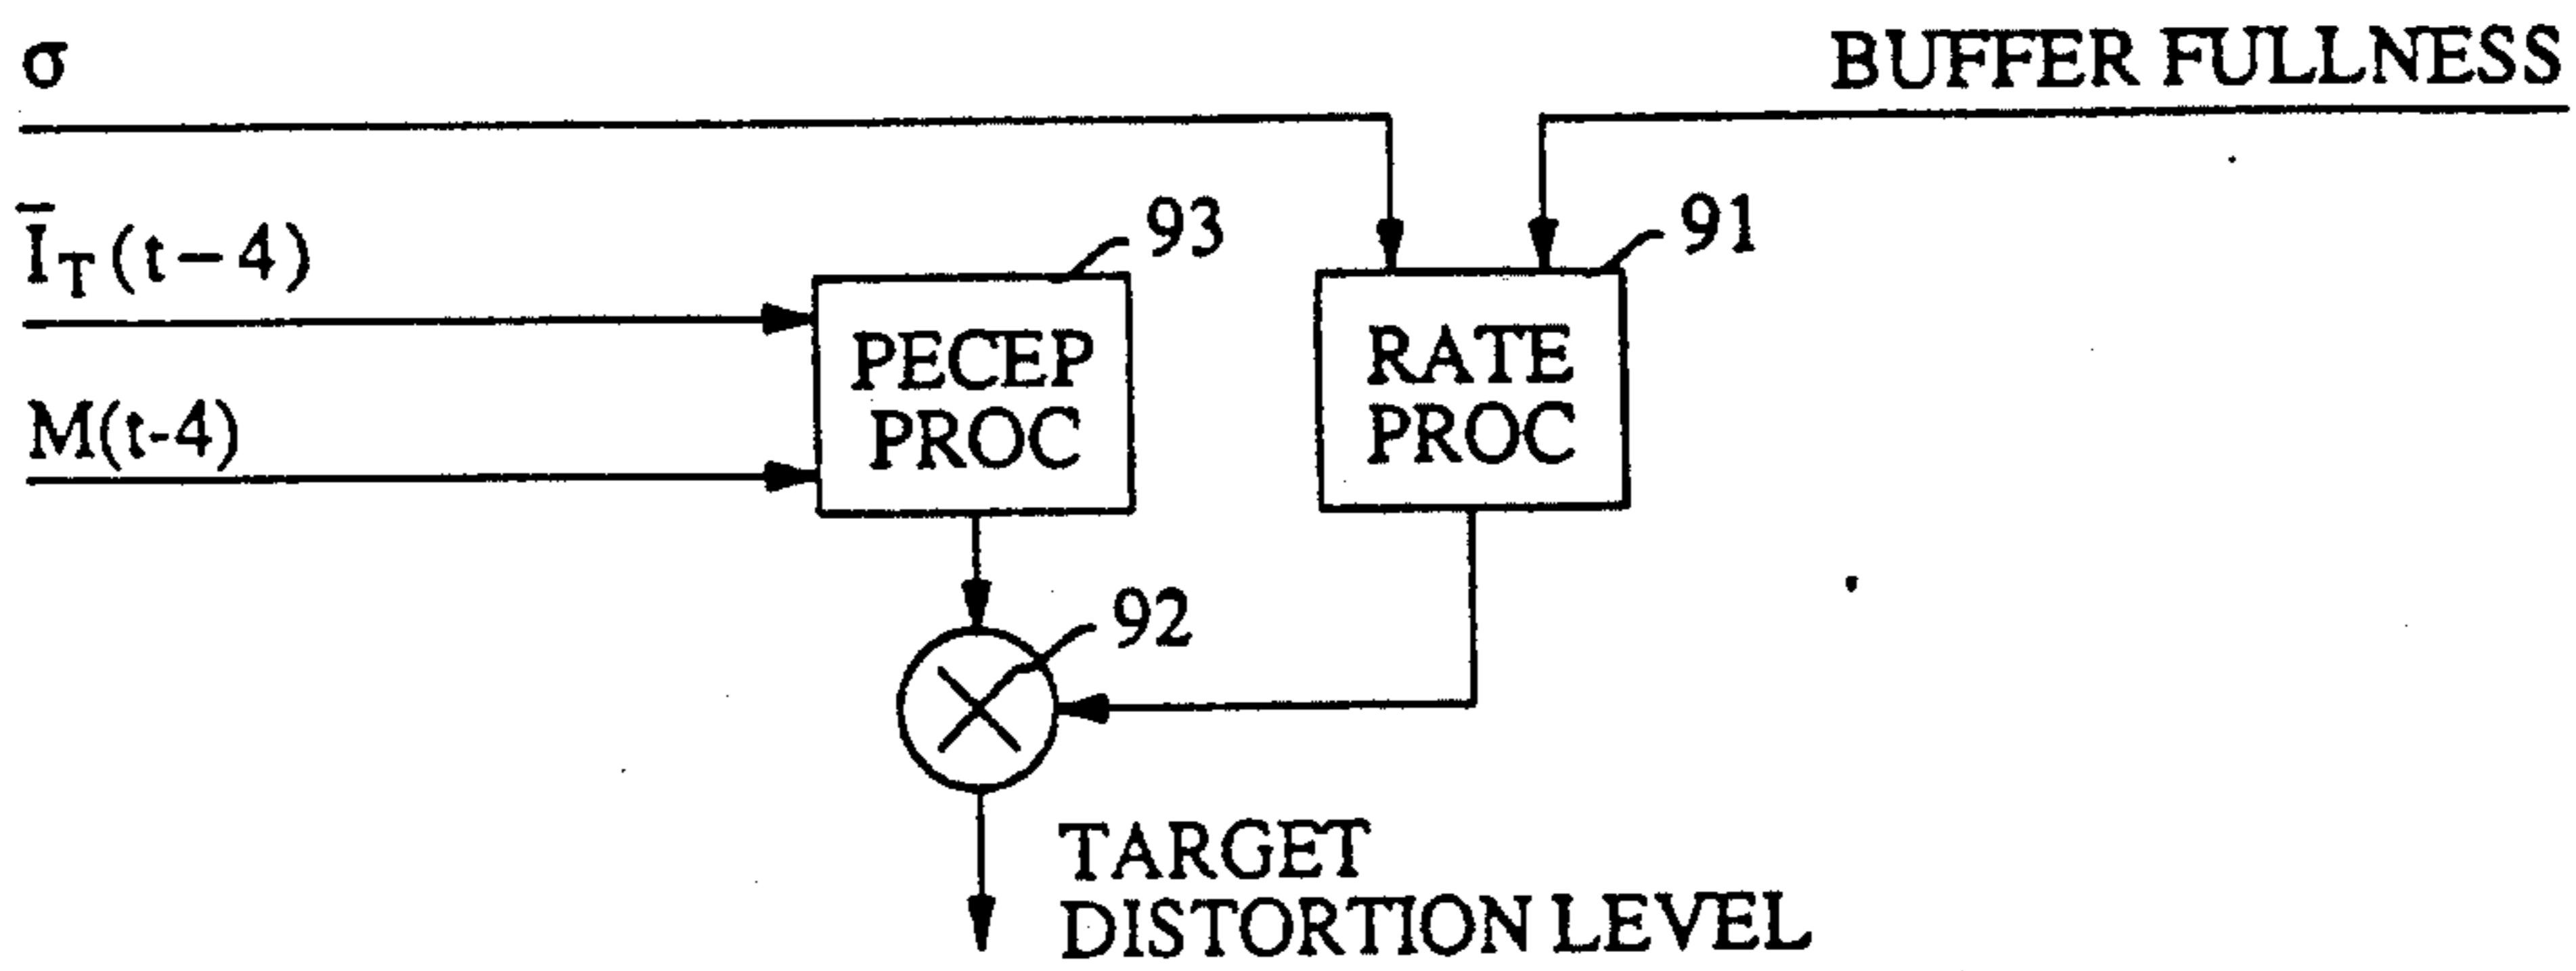 σ
BUFFER FULLNESS
Ī_T(t−4)
93
91
M(t-4)
PECEP
PROC
RATE
PROC
92
TARGET
DISTORTION LEVEL